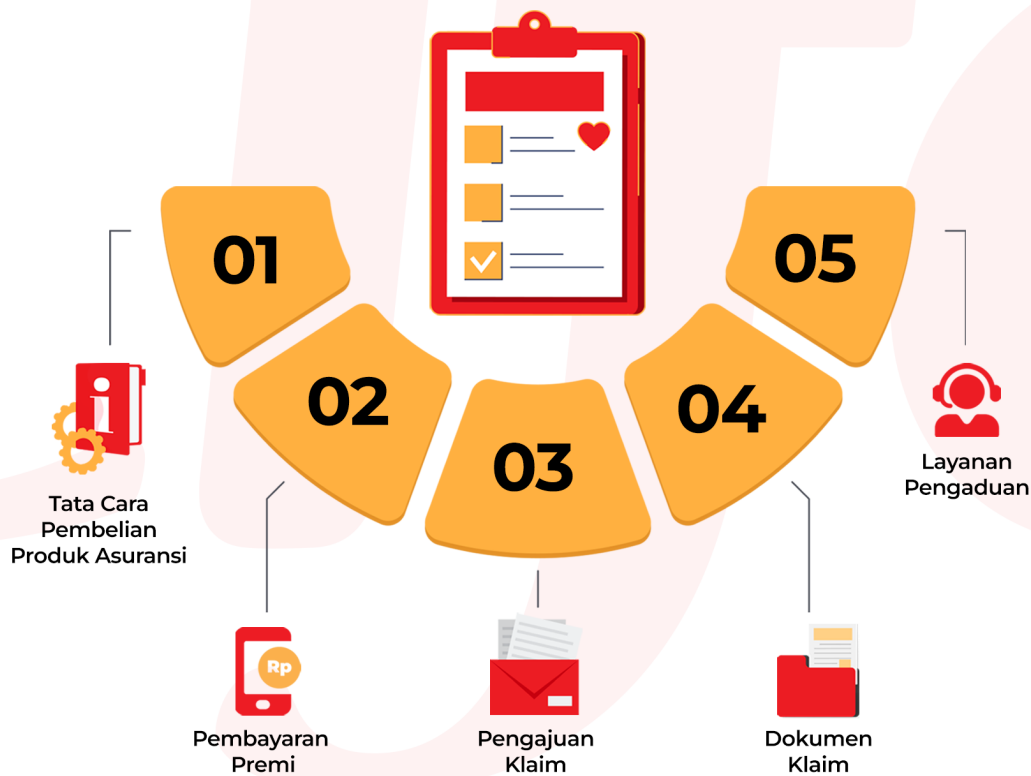 01
Tata Cara
Pembelian
Produk Asuransi
02
Rp
Pembayaran
Premi
03
Pengajuan
Klaim
04
Dokumen
Klaim
05
Layanan
Pengaduan